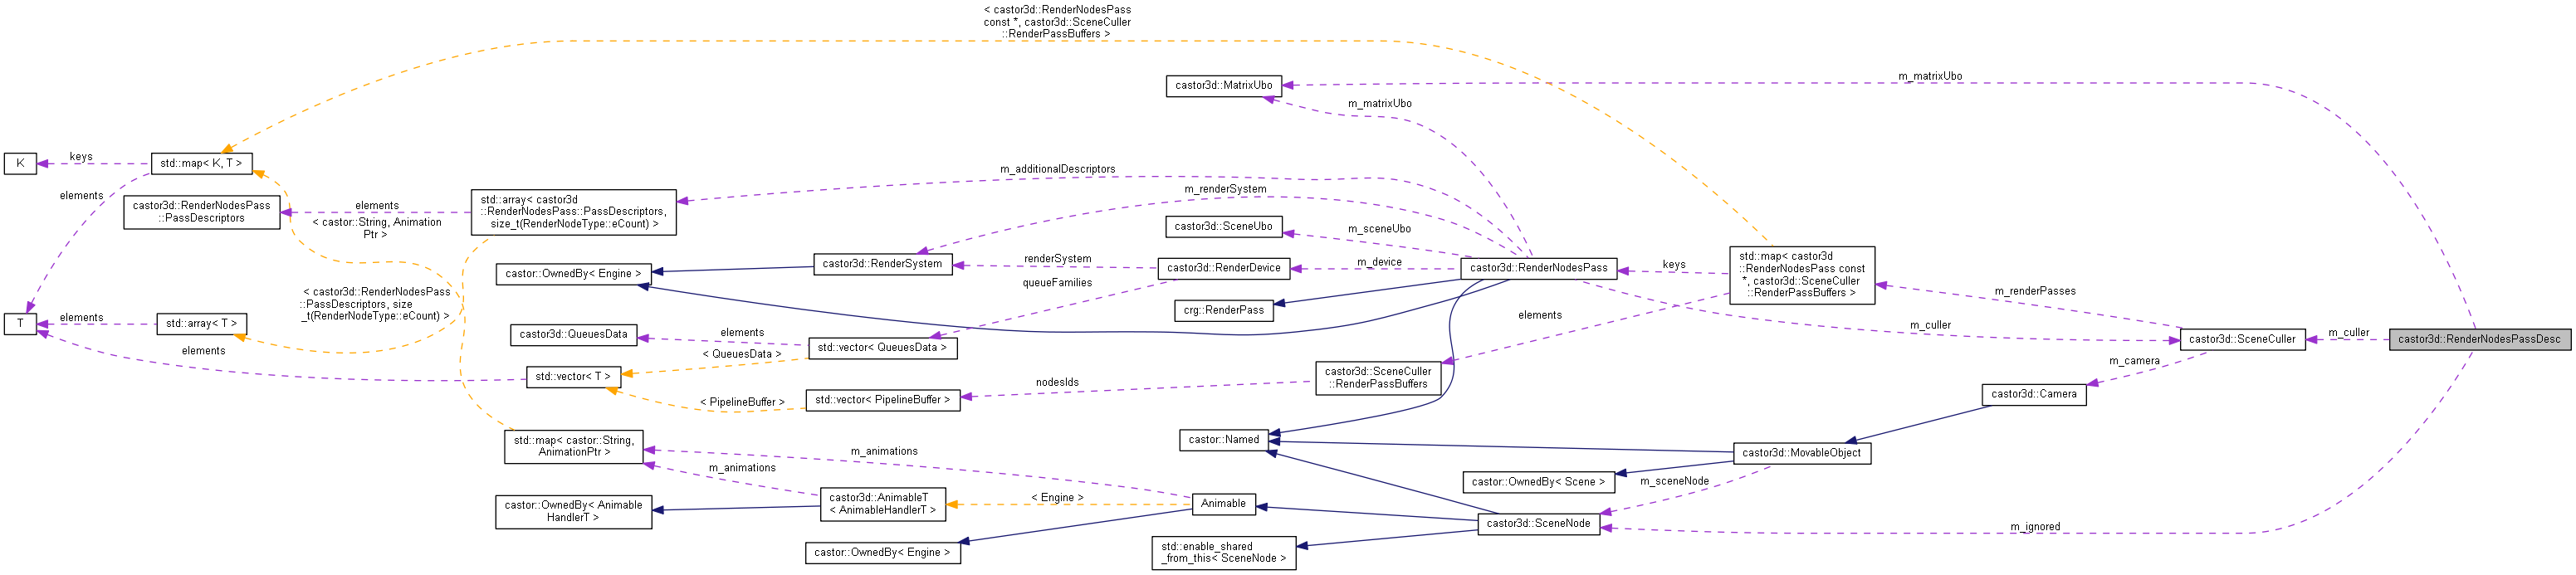 < castor3d::RenderNodesPass
const *, castor3d::SceneCuller
::RenderPassBuffers >
m_matrixUbo
castor3d::MatrixUbo
m_matrixUbo
K
keys
std::map< K, T >
elements
castor3d::RenderNodesPass
::PassDescriptors
elements
< castor::String, Animation
Ptr >
std::array< castor3d
::RenderNodesPass::PassDescriptors,
size_t(RenderNodeType::eCount) >
m_additionalDescriptors
m_renderSystem
castor3d::SceneUbo
m_sceneUbo
castor::OwnedBy< Engine >
castor3d::RenderSystem
renderSystem
castor3d::RenderDevice
m_device
castor3d::RenderNodesPass
keys
std::map< castor3d
::RenderNodesPass const
*, castor3d::SceneCuller
::RenderPassBuffers >
queueFamilies
m_renderPasses
< castor3d::RenderNodesPass
::PassDescriptors, size
_t(RenderNodeType::eCount) >
crg::RenderPass
elements
T
elements
std::array< T >
elements
castor3d::QueuesData
elements
std::vector< QueuesData >
< QueuesData >
m_culler
castor3d::SceneCuller
m_culler
castor3d::RenderNodesPassDesc
m_camera
std::vector< T >
< PipelineBuffer >
std::vector< PipelineBuffer >
nodesIds
castor3d::SceneCuller
::RenderPassBuffers
castor3d::Camera
std::map< castor::String,
AnimationPtr >
m_animations
m_animations
castor::Named
castor3d::MovableObject
castor::OwnedBy< Scene >
m_sceneNode
castor::OwnedBy< Animable
HandlerT >
castor3d::AnimableT
< AnimableHandlerT >
< Engine >
Animable
castor3d::SceneNode
m_ignored
castor::OwnedBy< Engine >
std::enable_shared
_from_this< SceneNode >